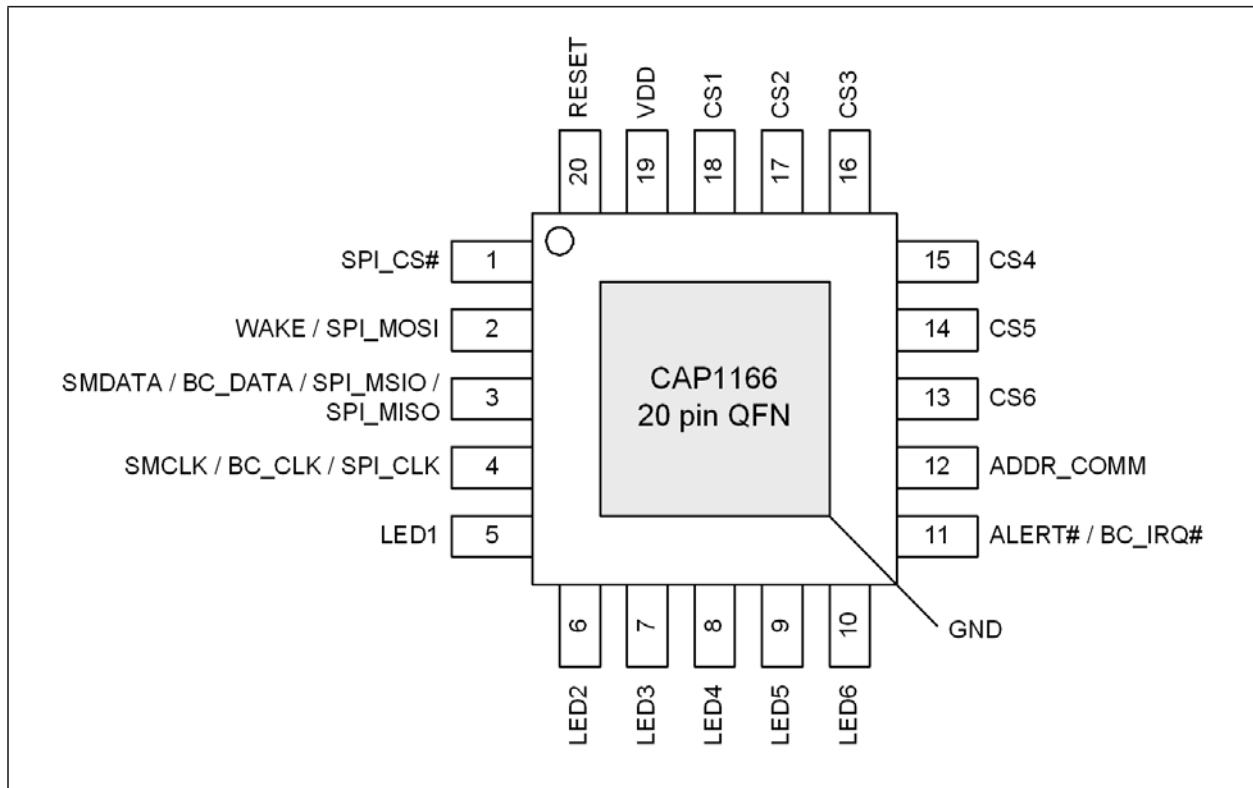 RESET
VDD
CS1
CS2
CS3
20
19
18
17
16
SPI_CS#
1
15
CS4
WAKE / SPI_MOSI
2
14
CS5
SMDATA / BC_DATA / SPI_MSIO /
SPI_MISO
3
CAP1166
20 pin QFN
13
CS6
SMCLK / BC_CLK / SPI_CLK
4
12
ADDR_COMM
LED1
5
11
ALERT# / BC_IRQ#
6
7
8
9
10
GND
LED2
LED3
LED4
LED5
LED6